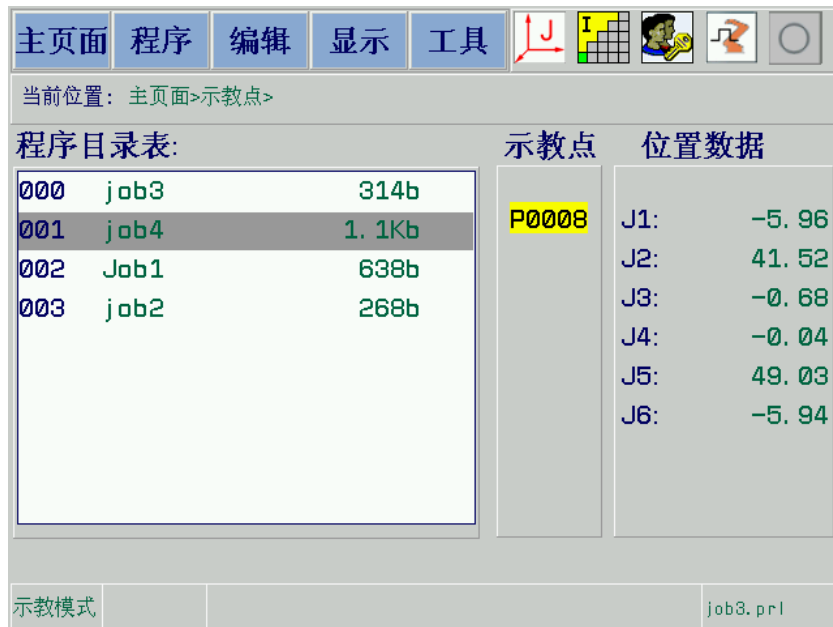 主页面 程序 编辑 显示 工具 J I
当前位置: 主页面>示教点>
程序目录表: 示教点 位置数据
000 job3 314b
001 job4 1.1Kb P0008 J1: -5.96
002 Job1 638b J2: 41.52
003 job2 268b J3: -0.68
J4: -0.04
J5: 49.03
J6: -5.94
示教模式 job3.prl